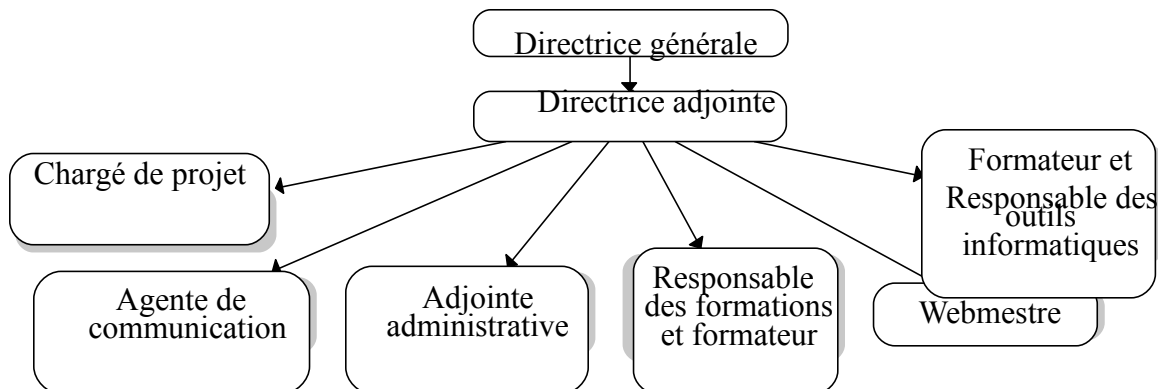 Directrice générale
Directrice adjointe
Chargé de projet
Formateur et
Responsable des
outils
informatiques
Agente de
communication
Adjointe
administrative
Responsable
des formations
et formateur
Webmestre